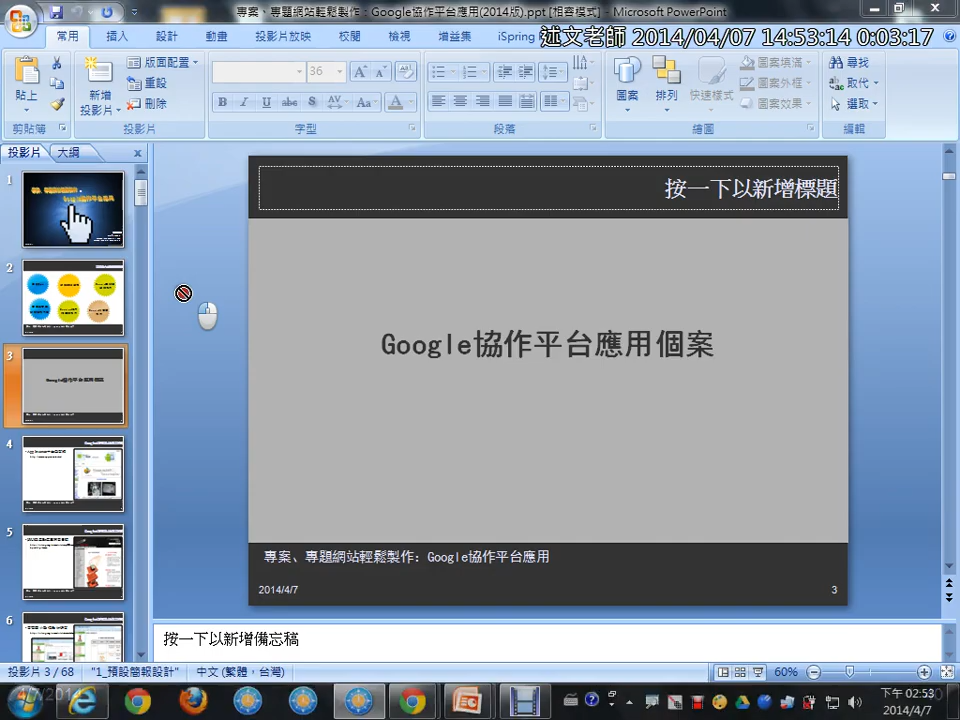 專案、專題網站輕鬆製作：Google協作平台應用(2014版).ppt [相容模式] - Microsoft PowerPoint
常用 插入 設計 動畫 投影片放映 校閱 檢視 增益集 iSpring
述文老師 2014/04/07 14:53:14 0:03:17
貼上
剪貼簿
新增
投影片
版面配置
重設
刪除
投影片
36
B I U abc S AV Aa A
字型
段落
圖案 排列 快速樣式
圖案填滿
圖案外框
圖案效果
繪圖
尋找
取代
選取
編輯
投影片 大綱
1
2
3
4
5
6
按一下以新增標題
Google協作平台應用個案
專案、專題網站輕鬆製作：Google協作平台應用
2014/4/7
3
按一下以新增備忘稿
投影片 3 / 68 "1_預設簡報設計" 中文 (繁體，台灣)
60%
下午 02:53
2014/4/7